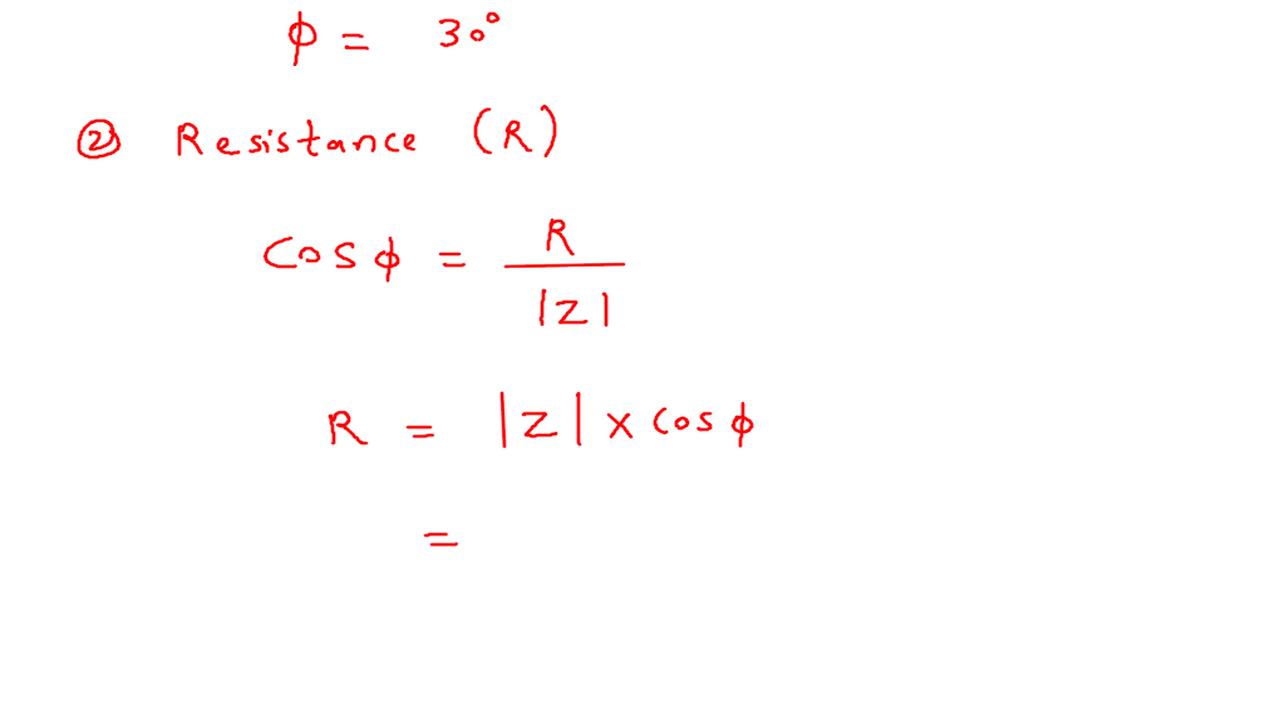 ϕ = 30°
② Resistance (R)
Cos ϕ = R / |Z|
R = |Z| × Cos ϕ
=